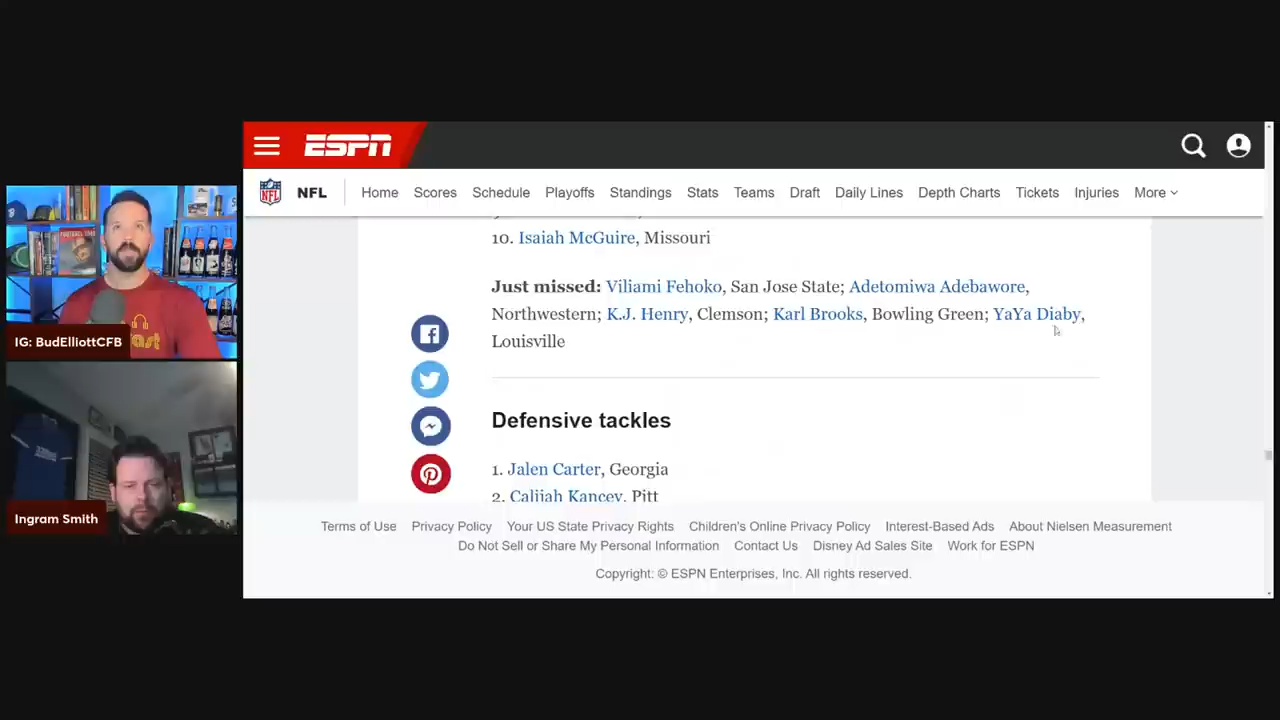 ESPN
NFL
Home
Scores
Schedule
Playoffs
Standings
Stats
Teams
Draft
Daily Lines
Depth Charts
Tickets
Injuries
More
10. Isaiah McGuire, Missouri
Just missed: Viliami Fehoko, San Jose State; Adetomiwa Adebawore,
Northwestern; K.J. Henry, Clemson; Karl Brooks, Bowling Green; YaYa Diaby,
Louisville
Defensive tackles
1. Jalen Carter, Georgia
2. Calijah Kancey, Pitt
IG: BudElliottCFB
Ingram Smith
Terms of Use
Privacy Policy
Your US State Privacy Rights
Children's Online Privacy Policy
Interest-Based Ads
About Nielsen Measurement
Do Not Sell or Share My Personal Information
Contact Us
Disney Ad Sales Site
Work for ESPN
Copyright: © ESPN Enterprises, Inc. All rights reserved.